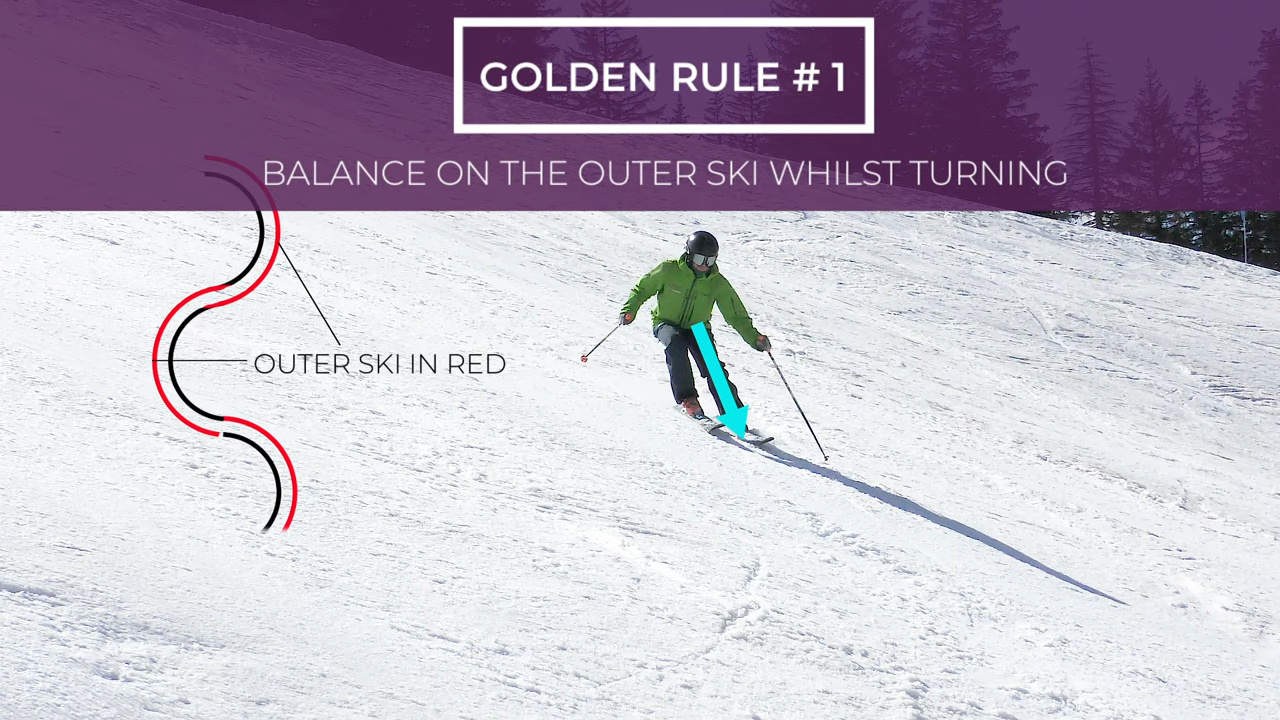 GOLDEN RULE # 1
BALANCE ON THE OUTER SKI WHILST TURNING
OUTER SKI IN RED